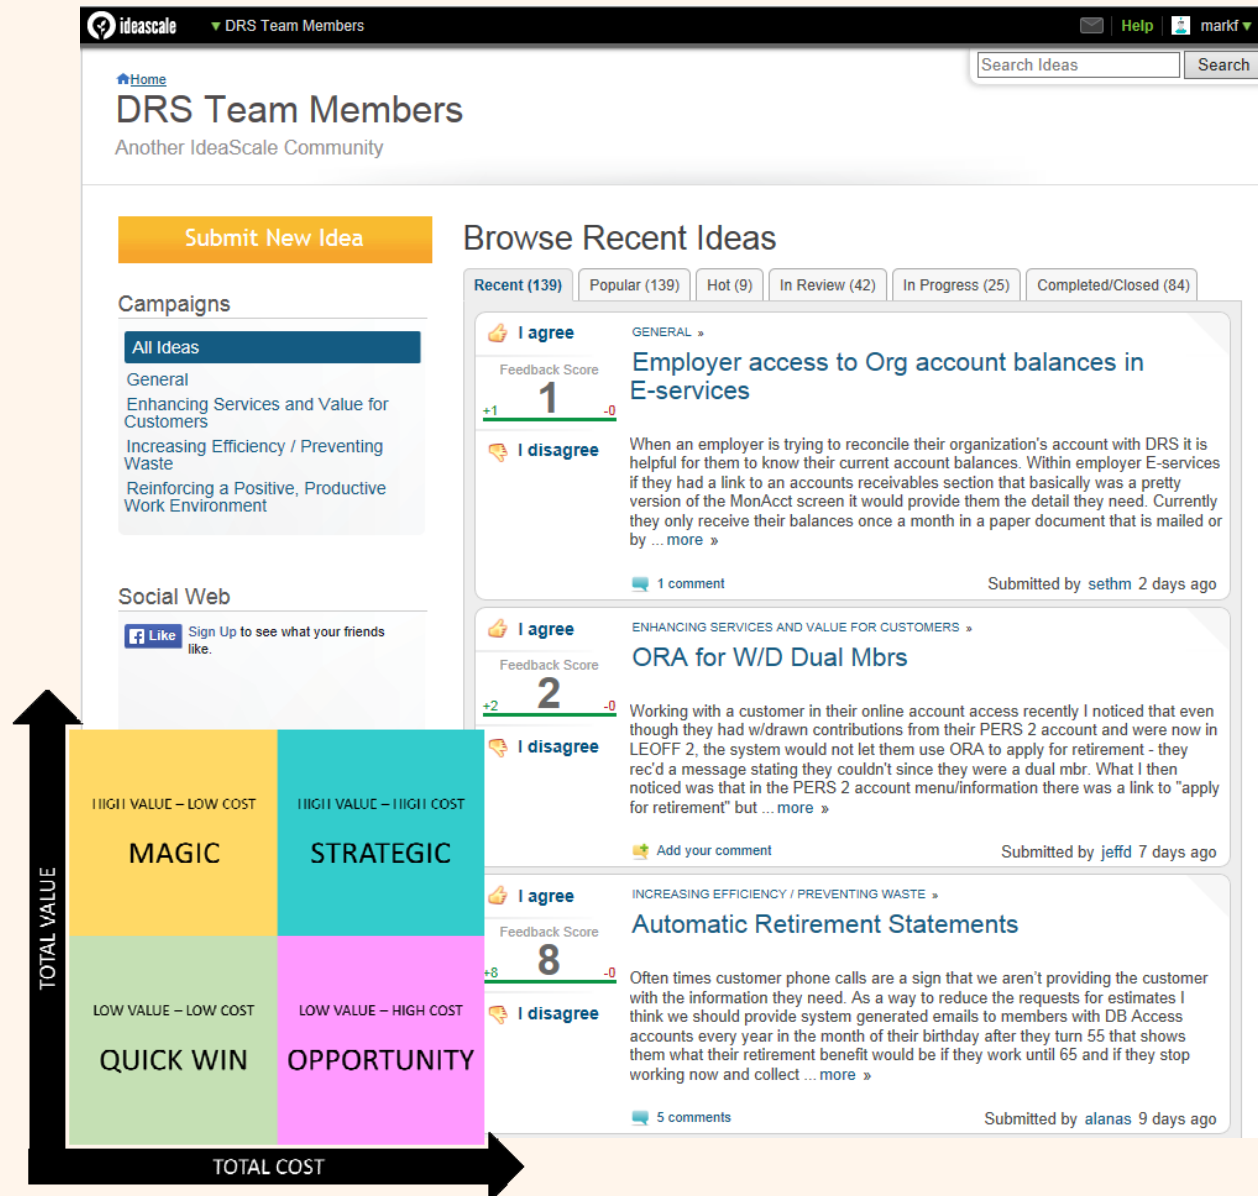 ideascale
▼ DRS Team Members
Help
markf ▼
Search Ideas
Search
Home
DRS Team Members
Another IdeaScale Community
Submit New Idea
Campaigns
All Ideas
General
Enhancing Services and Value for
Customers
Increasing Efficiency / Preventing
Waste
Reinforcing a Positive, Productive
Work Environment
Social Web
Like
Sign Up to see what your friends
like.
Browse Recent Ideas
Recent (139)
Popular (139)
Hot (9)
In Review (42)
In Progress (25)
Completed/Closed (84)
I agree
Feedback Score
1
+1
-0
I disagree
GENERAL »
Employer access to Org account balances in
E-services
When an employer is trying to reconcile their organization's account with DRS it is
helpful for them to know their current account balances. Within employer E-services
if they had a link to an accounts receivables section that basically was a pretty
version of the MonAcct screen it would provide them the detail they need. Currently
they only receive their balances once a month in a paper document that is mailed or
by ... more »
1 comment
Submitted by sethm 2 days ago
I agree
Feedback Score
2
+2
-0
I disagree
ENHANCING SERVICES AND VALUE FOR CUSTOMERS »
ORA for W/D Dual Mbrs
Working with a customer in their online account access recently I noticed that even
though they had w/drawn contributions from their PERS 2 account and were now in
LEOFF 2, the system would not let them use ORA to apply for retirement - they
rec'd a message stating they couldn't since they were a dual mbr. What I then
noticed was that in the PERS 2 account menu/information there was a link to "apply
for retirement" but ... more »
Add your comment
Submitted by jeffd 7 days ago
I agree
Feedback Score
8
+8
-0
I disagree
INCREASING EFFICIENCY / PREVENTING WASTE »
Automatic Retirement Statements
Often times customer phone calls are a sign that we aren't providing the customer
with the information they need. As a way to reduce the requests for estimates I
think we should provide system generated emails to members with DB Access
accounts every year in the month of their birthday after they turn 55 that shows
them what their retirement benefit would be if they work until 65 and if they stop
working now and collect ... more »
5 comments
Submitted by alanas 9 days ago
TOTAL VALUE
HIGH VALUE – LOW COST
MAGIC
HIGH VALUE – HIGH COST
STRATEGIC
LOW VALUE – LOW COST
QUICK WIN
LOW VALUE – HIGH COST
OPPORTUNITY
TOTAL COST